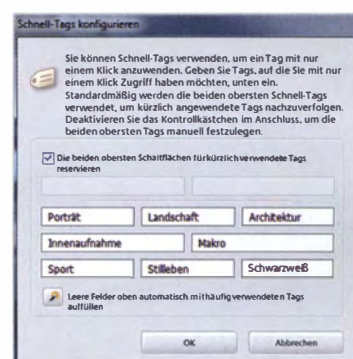 Schnell-Tags konfigurieren
Sie können Schnell-Tags verwenden, um ein Tag mit nur
einem Klick anzuwenden. Geben Sie Tags, auf die Sie mit nur
einem Klick Zugriff haben möchten, unten ein.
Standardmäßig werden die beiden obersten Schnell-Tags
verwendet, um kürzlich angewendete Tags nachzuverfolgen.
Deaktivieren Sie das Kontrollkästchen im Anschluss, um die
beiden obersten Tags manuell festzulegen.
Die beiden obersten Schaltflächen für kürzlich verwendete Tags
reservieren
Porträt Landschaft Architektur
Innenaufnahme Makro
Sport Stilleben Schwarzweiß
Leere Felder oben automatisch mit häufig verwendeten Tags
auffüllen
OK Abbrechen